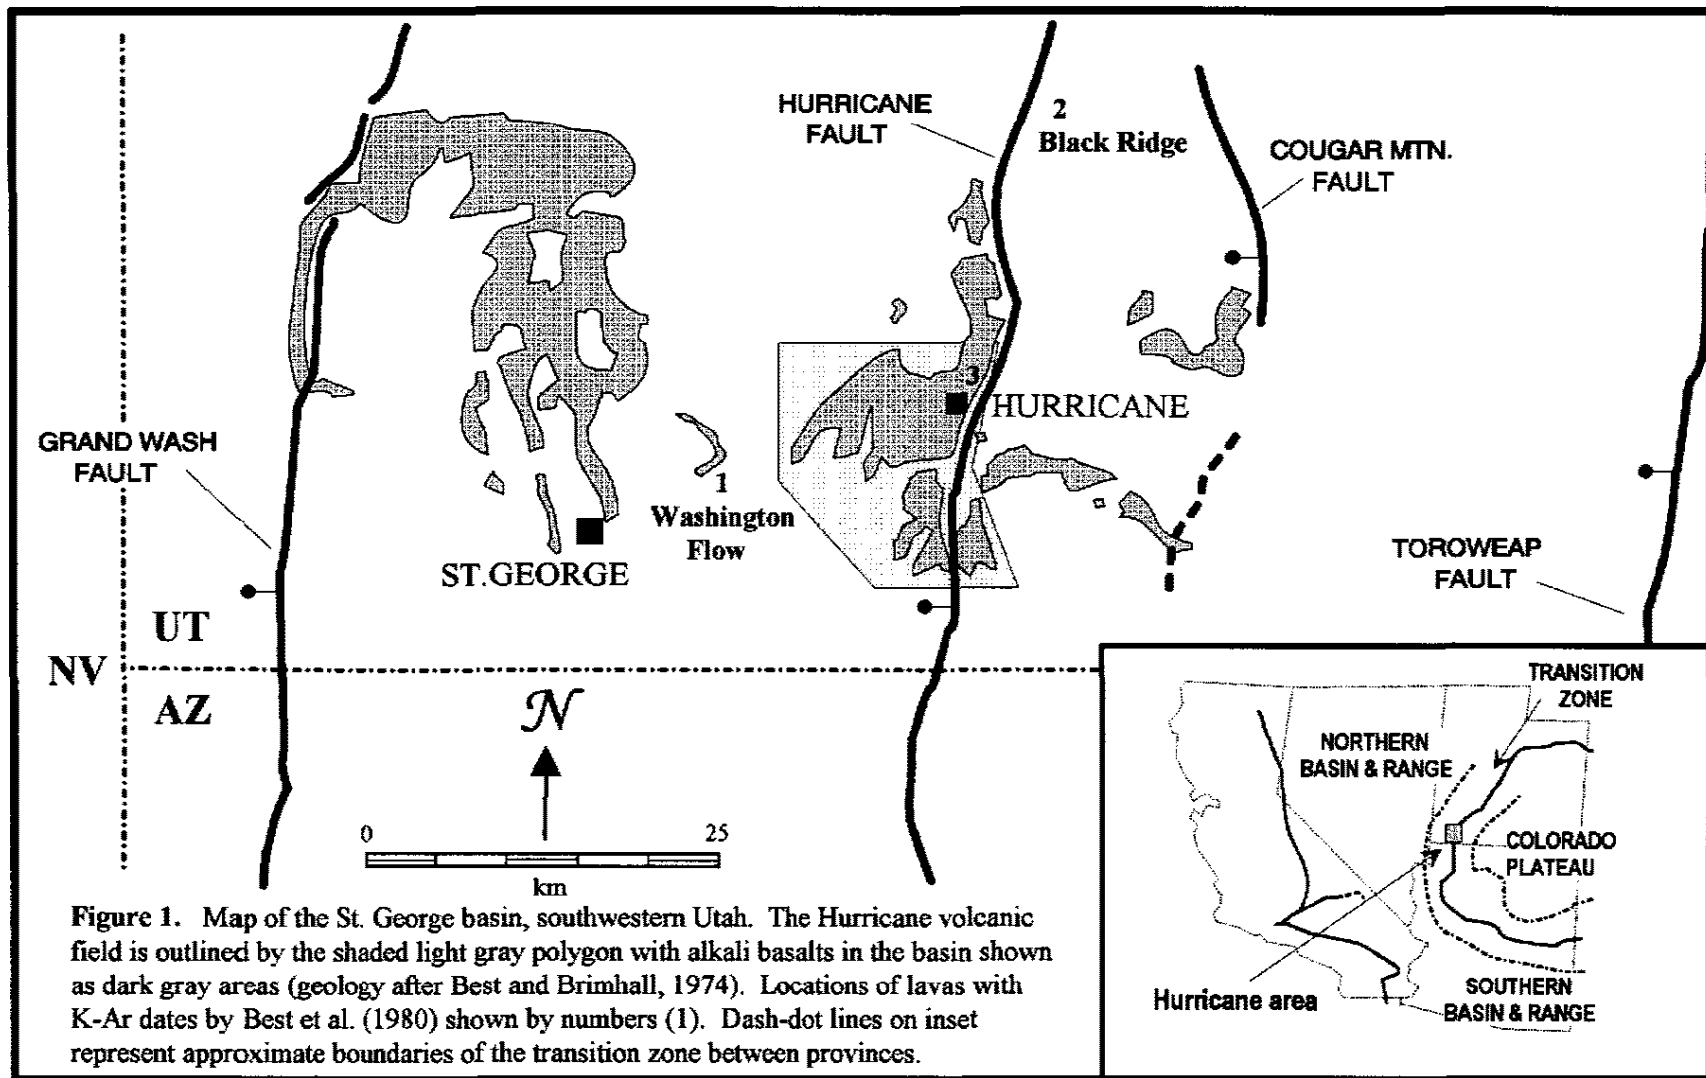 HURRICANE
FAULT
2
Black Ridge
COUGAR MTN.
FAULT
3
HURRICANE
GRAND WASH
FAULT
1
Washington
Flow
ST.GEORGE
TOROWEAP
FAULT
UT
NV
AZ
N
0 25
km
TRANSITION
ZONE
NORTHERN
BASIN & RANGE
COLORADO
PLATEAU
Hurricane area
SOUTHERN
BASIN & RANGE
Figure 1. Map of the St. George basin, southwestern Utah. The Hurricane volcanic
field is outlined by the shaded light gray polygon with alkali basalts in the basin shown
as dark gray areas (geology after Best and Brimhall, 1974). Locations of lavas with
K-Ar dates by Best et al. (1980) shown by numbers (1). Dash-dot lines on inset
represent approximate boundaries of the transition zone between provinces.